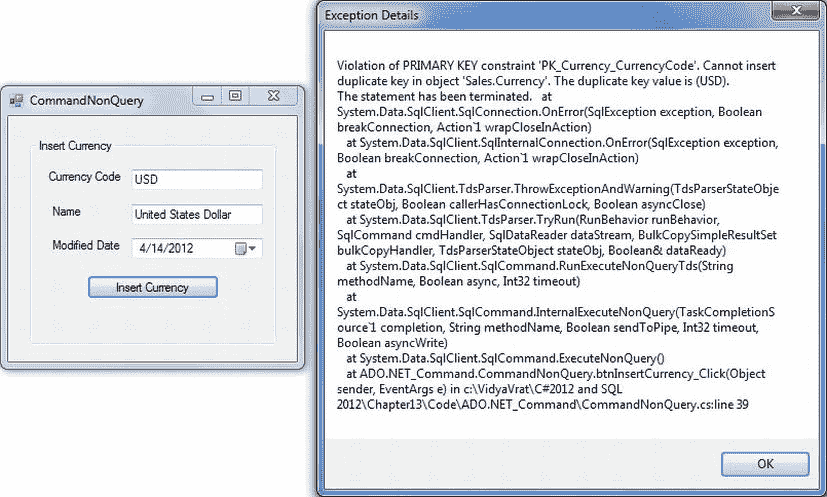 CommandNonQuery
Insert Currency
Currency Code
USD
Name
United States Dollar
Modified Date
4/14/2012
Insert Currency
Exception Details
Violation of PRIMARY KEY constraint 'PK_Currency_CurrencyCode'. Cannot insert
duplicate key in object 'Sales.Currency'. The duplicate key value is (USD).
The statement has been terminated.   at
System.Data.SqlClient.SqlConnection.OnError(SqlException exception, Boolean
breakConnection, Action`1 wrapCloseInAction)
   at System.Data.SqlClient.SqlInternalConnection.OnError(SqlException exception,
Boolean breakConnection, Action`1 wrapCloseInAction)
   at
System.Data.SqlClient.TdsParser.ThrowExceptionAndWarning(TdsParserStateObje
ct stateObj, Boolean callerHasConnectionLock, Boolean asyncClose)
   at System.Data.SqlClient.TdsParser.TryRun(RunBehavior runBehavior,
SqlCommand cmdHandler, SqlDataReader dataStream, BulkCopySimpleResultSet
bulkCopyHandler, TdsParserStateObject stateObj, Boolean& dataReady)
   at System.Data.SqlClient.SqlCommand.RunExecuteNonQueryTds(String
methodName, Boolean async, Int32 timeout)
   at
System.Data.SqlClient.SqlCommand.InternalExecuteNonQuery(TaskCompletionS
ource`1 completion, String methodName, Boolean sendToPipe, Int32 timeout,
Boolean asyncWrite)
   at System.Data.SqlClient.SqlCommand.ExecuteNonQuery()
   at ADO.NET_Command.CommandNonQuery.btnInsertCurrency_Click(Object
sender, EventArgs e) in c:\VidyaVrat\C#2012 and SQL
2012\Chapter13\Code\ADO.NET_Command\CommandNonQuery.cs:line 39
OK